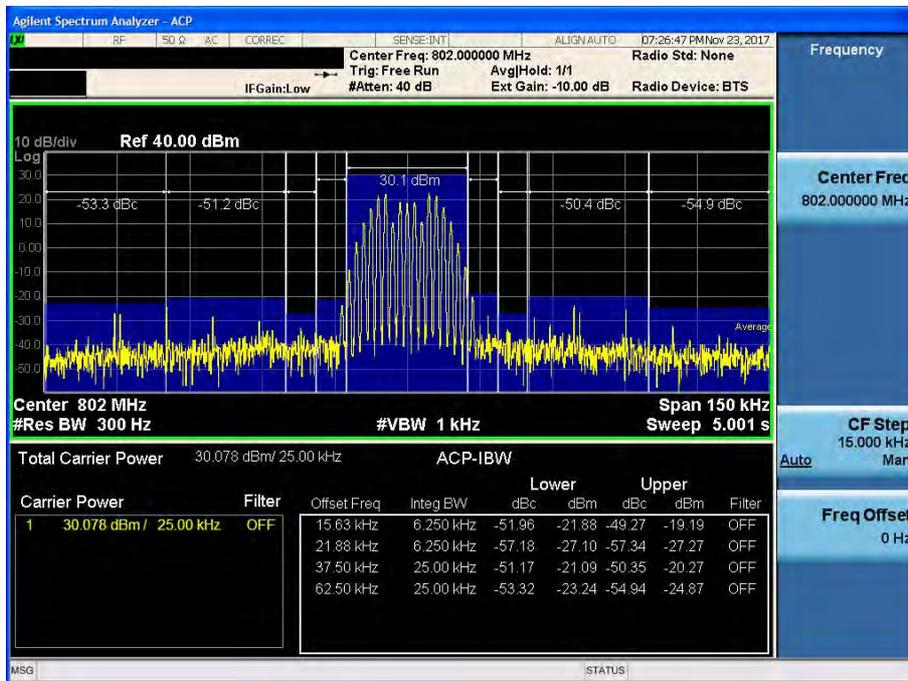 Agilent Spectrum Analyzer - ACP
LXI RF 50 Ω AC CORREC SENSE:INT ALIGN AUTO 07:26:47 PM Nov 23, 2017
Center Freq: 802.000000 MHz Radio Std: None
Trig: Free Run Avg|Hold: 1/1
IFGain:Low #Atten: 40 dB Ext Gain: -10.00 dB Radio Device: BTS
10 dB/div Ref 40.00 dBm
Log
30.0
20.0
10.0
0.00
-10.0
-20.0
-30.0
-40.0
-50.0
-53.3 dBc -51.2 dBc 30.1 dBm -50.4 dBc -54.9 dBc
Average
Center 802 MHz Span 150 kHz
#Res BW 300 Hz #VBW 1 kHz Sweep 5.001 s
Total Carrier Power 30.078 dBm/ 25.00 kHz ACP-IBW
Lower Upper
Carrier Power Filter Offset Freq Integ BW dBc dBm dBc dBm Filter
1 30.078 dBm / 25.00 kHz OFF
15.63 kHz 6.250 kHz -51.96 -21.88 -49.27 -19.19 OFF
21.88 kHz 6.250 kHz -57.18 -27.10 -57.34 -27.27 OFF
37.50 kHz 25.00 kHz -51.17 -21.09 -50.35 -20.27 OFF
62.50 kHz 25.00 kHz -53.32 -23.24 -54.94 -24.87 OFF
MSG STATUS
Frequency
Center Freq
802.000000 MHz
CF Step
15.000 kHz
Auto Man
Freq Offset
0 Hz